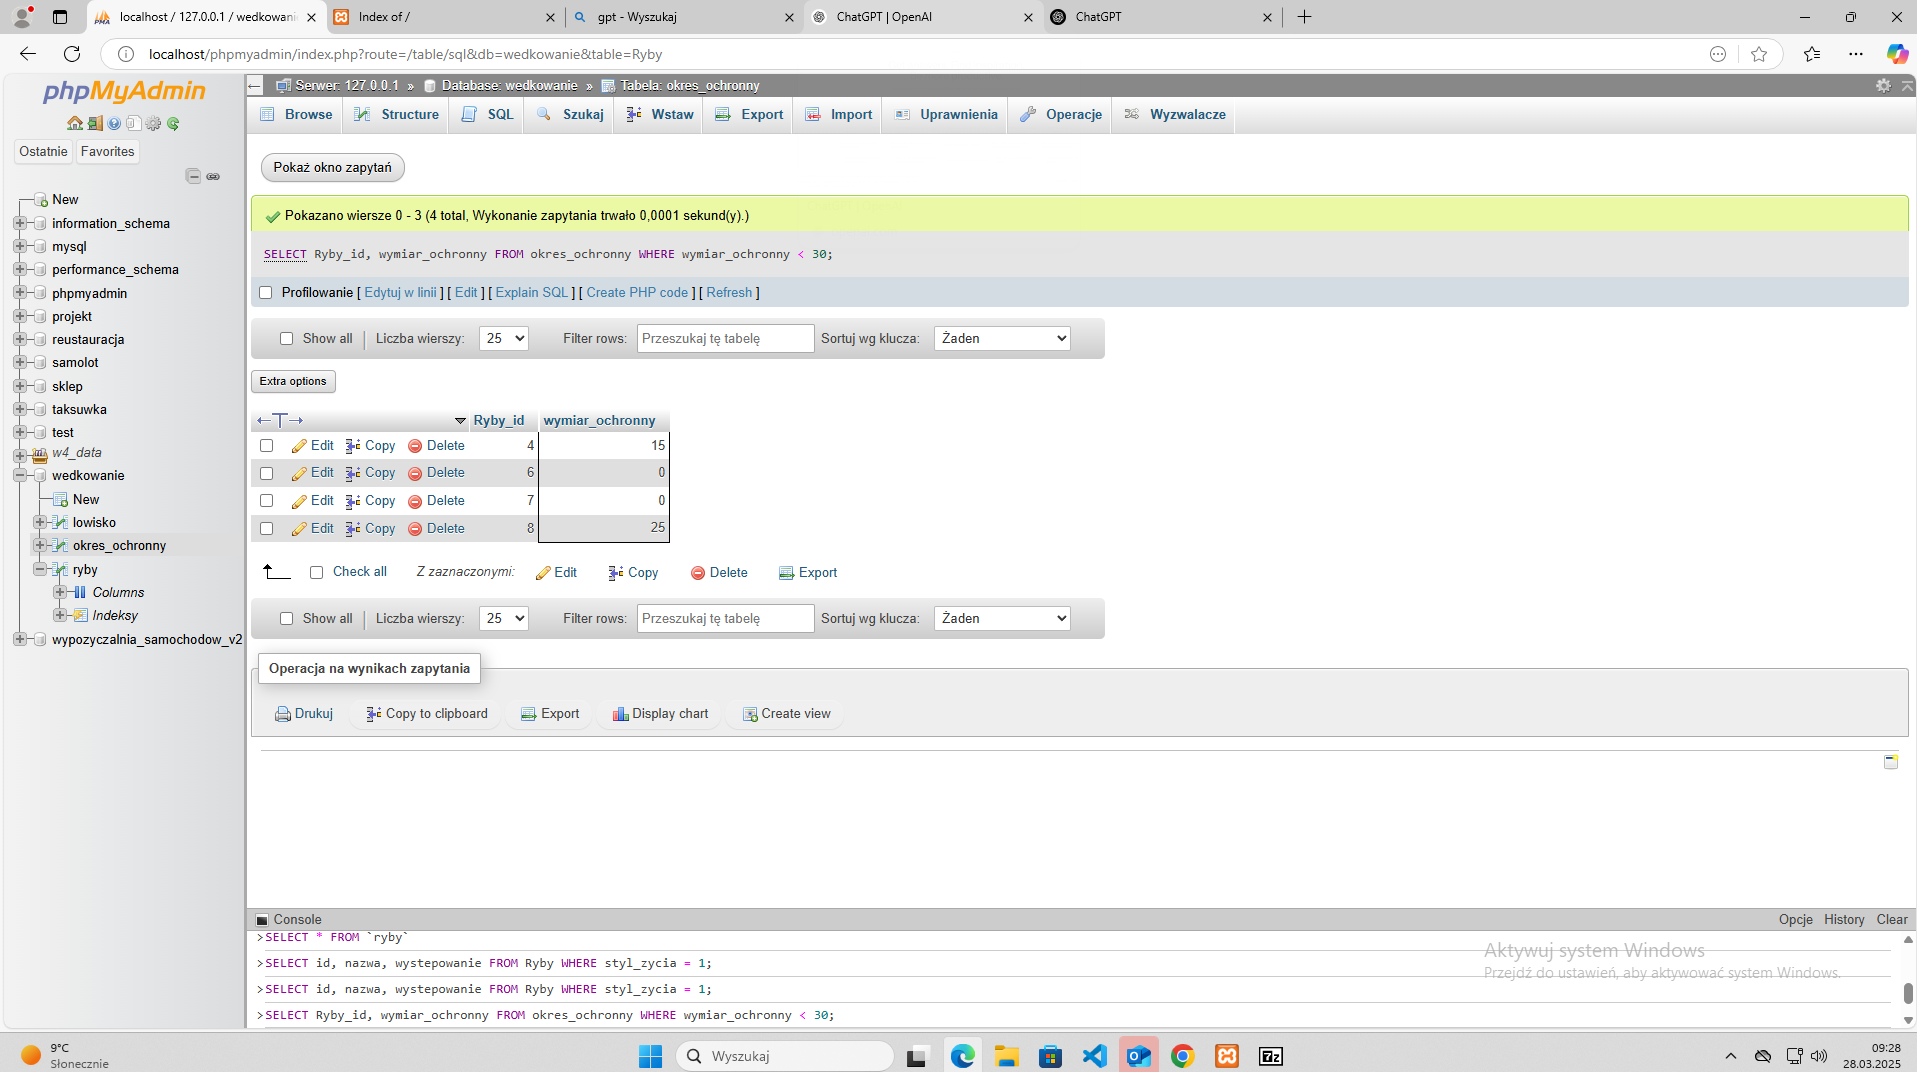 localhost / 127.0.0.1 / wedkowani
Index of /
gpt - Wyszukaj
ChatGPT | OpenAI
ChatGPT
localhost/phpmyadmin/index.php?route=/table/sql&db=wedkowanie&table=Ryby
phpMyAdmin
Ostatnie Favorites
New
information_schema
mysql
performance_schema
phpmyadmin
projekt
reustauracja
samolot
sklep
taksuwka
test
w4_data
wedkowanie
New
lowisko
okres_ochronny
ryby
Columns
Indeksy
wypozyczalnia_samochodow_v2
Serwer: 127.0.0.1 » Database: wedkowanie » Tabela: okres_ochronny
Browse Structure SQL Szukaj Wstaw Export Import Uprawnienia Operacje Wyzwalacze
Pokaż okno zapytań
Pokazano wiersze 0 - 3 (4 total, Wykonanie zapytania trwało 0,0001 sekund(y).)
SELECT Ryby_id, wymiar_ochronny FROM okres_ochronny WHERE wymiar_ochronny < 30;
Profilowanie [ Edytuj w linii ] [ Edit ] [ Explain SQL ] [ Create PHP code ] [ Refresh ]
Show all Liczba wierszy: 25 Filter rows: Przeszukaj tę tabelę Sortuj wg klucza: Żaden
Extra options
←T→ Ryby_id wymiar_ochronny
Edit Copy Delete 4 15
Edit Copy Delete 6 0
Edit Copy Delete 7 0
Edit Copy Delete 8 25
Check all Z zaznaczonymi: Edit Copy Delete Export
Show all Liczba wierszy: 25 Filter rows: Przeszukaj tę tabelę Sortuj wg klucza: Żaden
Operacja na wynikach zapytania
Drukuj Copy to clipboard Export Display chart Create view
Console Opcje History Clear
>SELECT * FROM `ryby`
>SELECT id, nazwa, wystepowanie FROM Ryby WHERE styl_zycia = 1;
>SELECT id, nazwa, wystepowanie FROM Ryby WHERE styl_zycia = 1;
>SELECT Ryby_id, wymiar_ochronny FROM okres_ochronny WHERE wymiar_ochronny < 30;
Aktywuj system Windows
Przejdź do ustawień, aby aktywować system Windows.
9°C
Słonecznie
Wyszukaj
09:28
28.03.2025